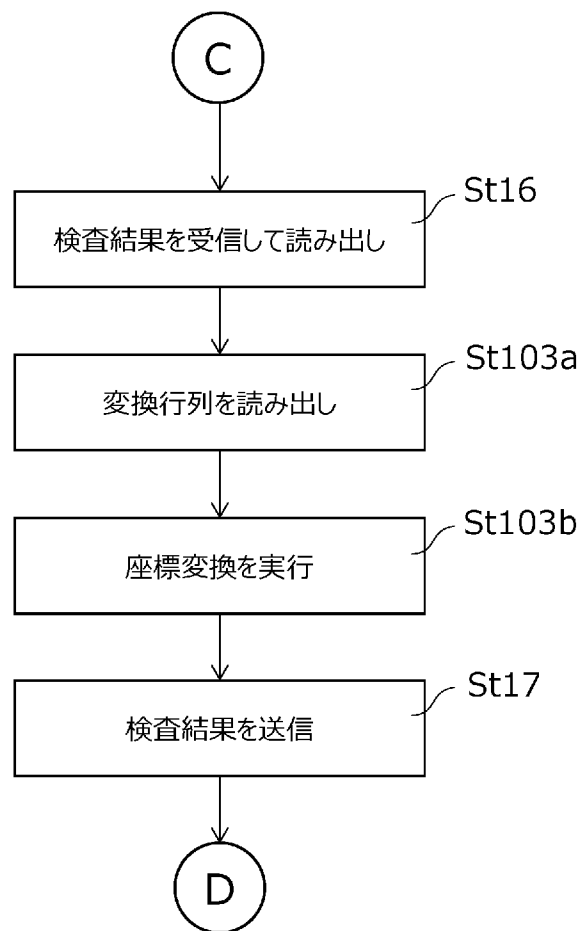 C
St16
検査結果を受信して読み出し
St103a
変換行列を読み出し
St103b
座標変換を実行
St17
検査結果を送信
D